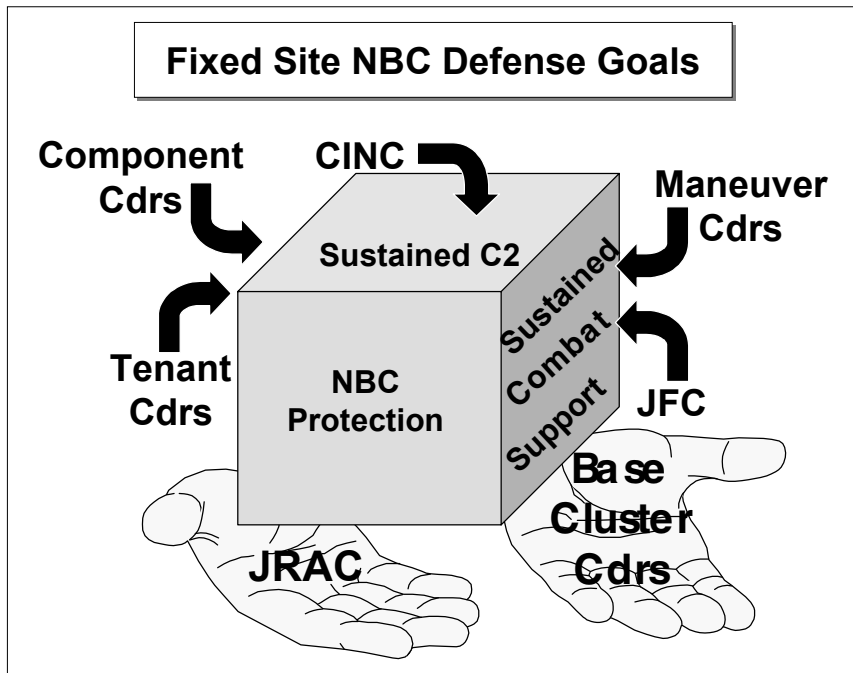 Fixed Site NBC Defense Goals
Component
Cdrs
CINC
Maneuver
Cdrs
Sustained C2
Sustained
Combat
Support
NBC
Protection
Tenant
Cdrs
JFC
JRAC
Base
Cluster
Cdrs